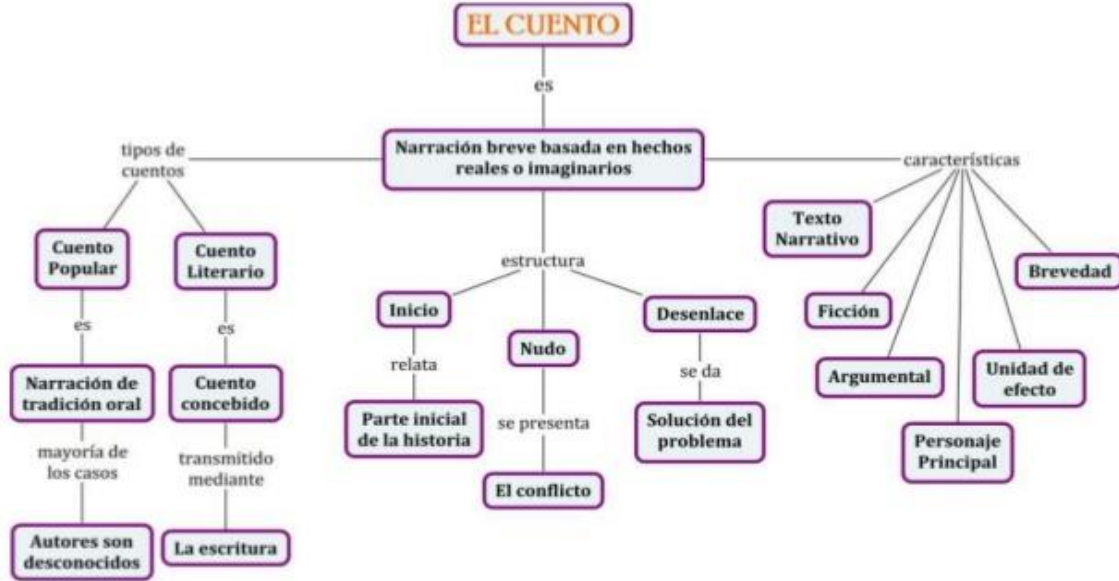 EL CUENTO
es
Narración breve basada en hechos
reales o imaginarios
tipos de
cuentos
Cuento
Popular
es
Narración de
tradición oral
mayoría de
los casos
Autores son
desconocidos
Cuento
Literario
es
Cuento
concebido
transmitido
mediante
La escritura
estructura
Inicio
relata
Parte inicial
de la historia
Nudo
se presenta
El conflicto
Desenlace
se da
Solución del
problema
características
Texto
Narrativo
Ficción
Argumental
Personaje
Principal
Unidad de
efecto
Brevedad